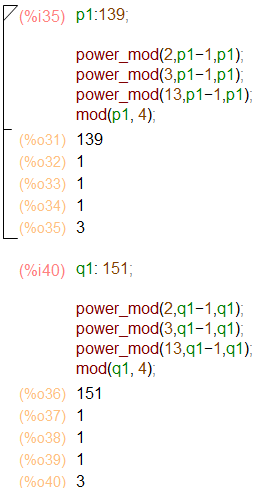 (%i35) p1:139;
power_mod(2,p1−1,p1);
power_mod(3,p1−1,p1);
power_mod(13,p1−1,p1);
mod(p1, 4);
(%o31) 139
(%o32) 1
(%o33) 1
(%o34) 1
(%o35) 3
(%i40) q1: 151;
power_mod(2,q1−1,q1);
power_mod(3,q1−1,q1);
power_mod(13,q1−1,q1);
mod(q1, 4);
(%o36) 151
(%o37) 1
(%o38) 1
(%o39) 1
(%o40) 3